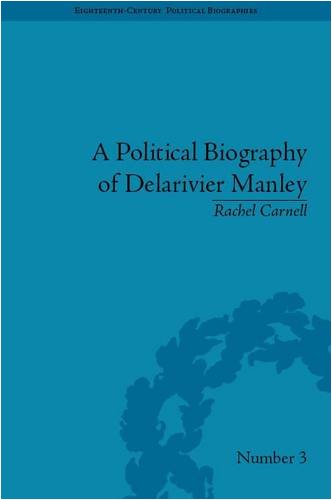 Eighteenth-Century Political Biographies
A Political Biography
of Delarivier Manley
Rachel Carnell
Number 3